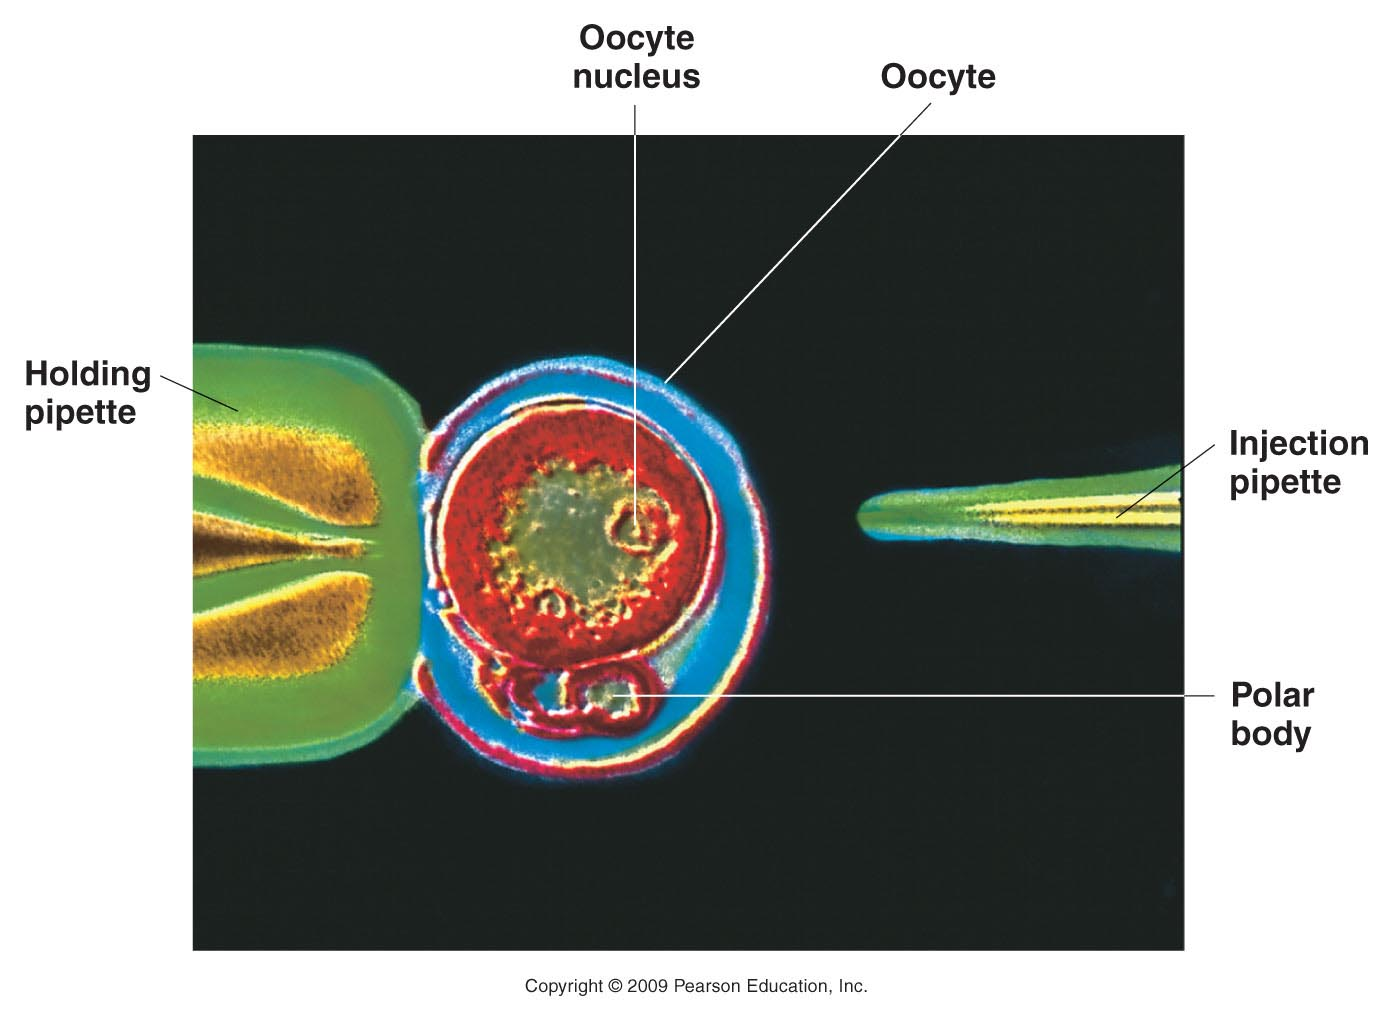 Oocyte
nucleus
Oocyte
Holding
pipette
Injection
pipette
Polar
body
Copyright © 2009 Pearson Education, Inc.